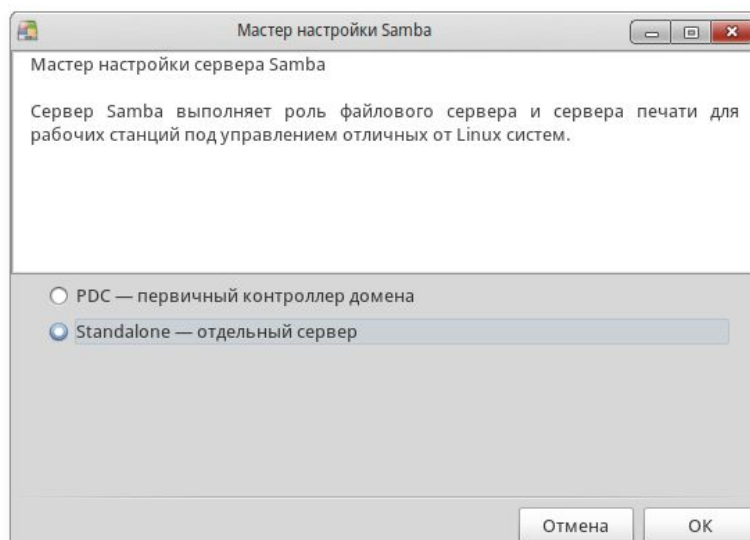 Мастер настройки Samba
Мастер настройки сервера Samba
Сервер Samba выполняет роль файлового сервера и сервера печати для
рабочих станций под управлением отличных от Linux систем.
PDC — первичный контроллер домена
Standalone — отдельный сервер
Отмена
ОК